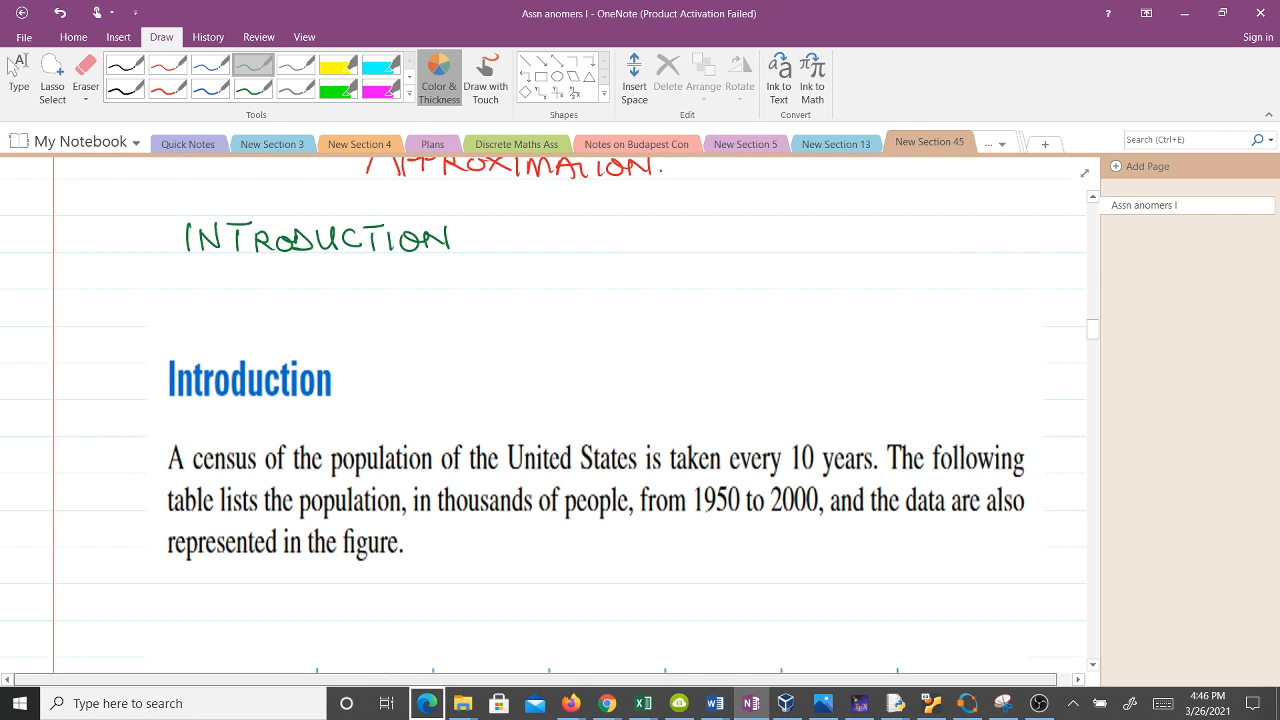 Assn anomers I - OneNote (Product Activation Failed)
?
Sign in
File Home Insert Draw History Review View
Type
Lasso Select
Eraser
Color & Thickness
Draw with Touch
Insert Space
Delete
Arrange
Rotate
Ink to Text
Ink to Math
Tools
Shapes
Edit
Convert
My Notebook
Quick Notes New Section 3 New Section 4 Plans Discrete Maths Ass Notes on Budapest Con New Section 5 New Section 13 New Section 45 ...
Search (Ctrl+E)
Add Page
Assn anomers I
APPROXIMATION.
INTRODUCTION
Introduction
A census of the population of the United States is taken every 10 years. The following
table lists the population, in thousands of people, from 1950 to 2000, and the data are also
represented in the figure.
Type here to search
4:46 PM
3/26/2021